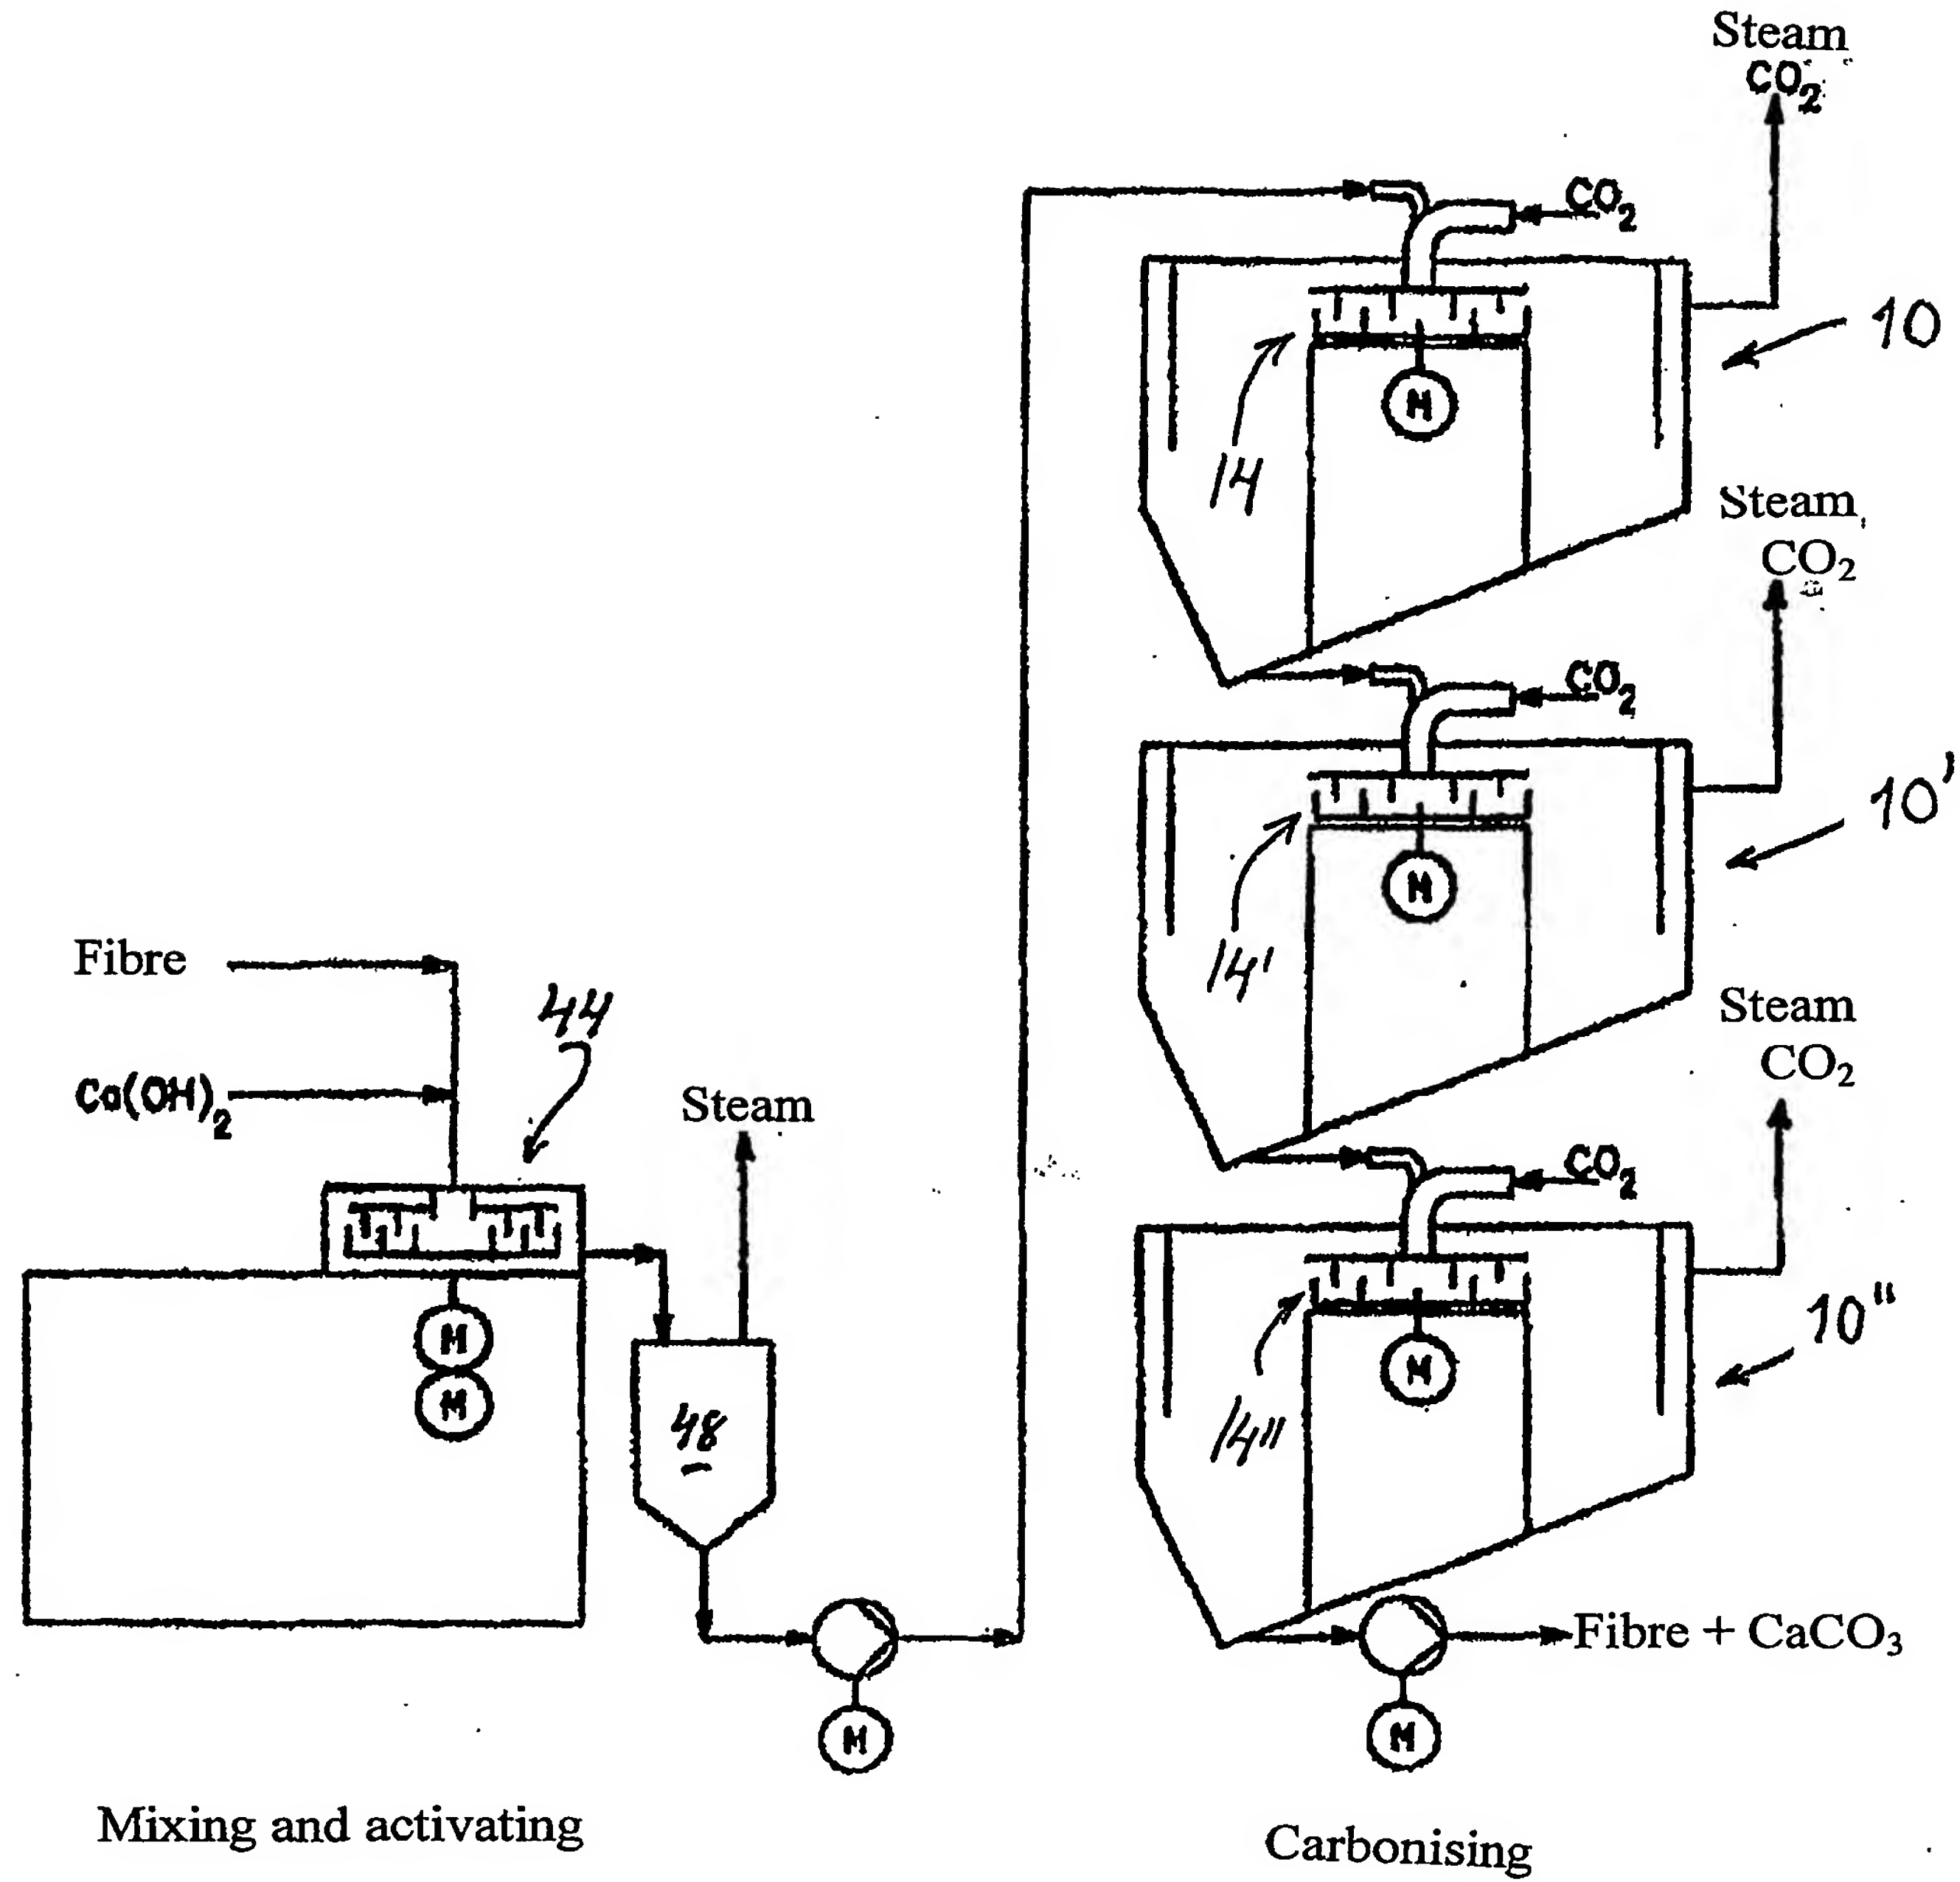 Steam
CO2
CO2
10
M
14
Steam
CO2
CO2
10'
M
14'
Fibre
44
Ca(OH)2
Steam
Steam
CO2
CO2
10"
M
M
M
48
14"
Fibre + CaCO3
M
M
Mixing and activating
Carbonising